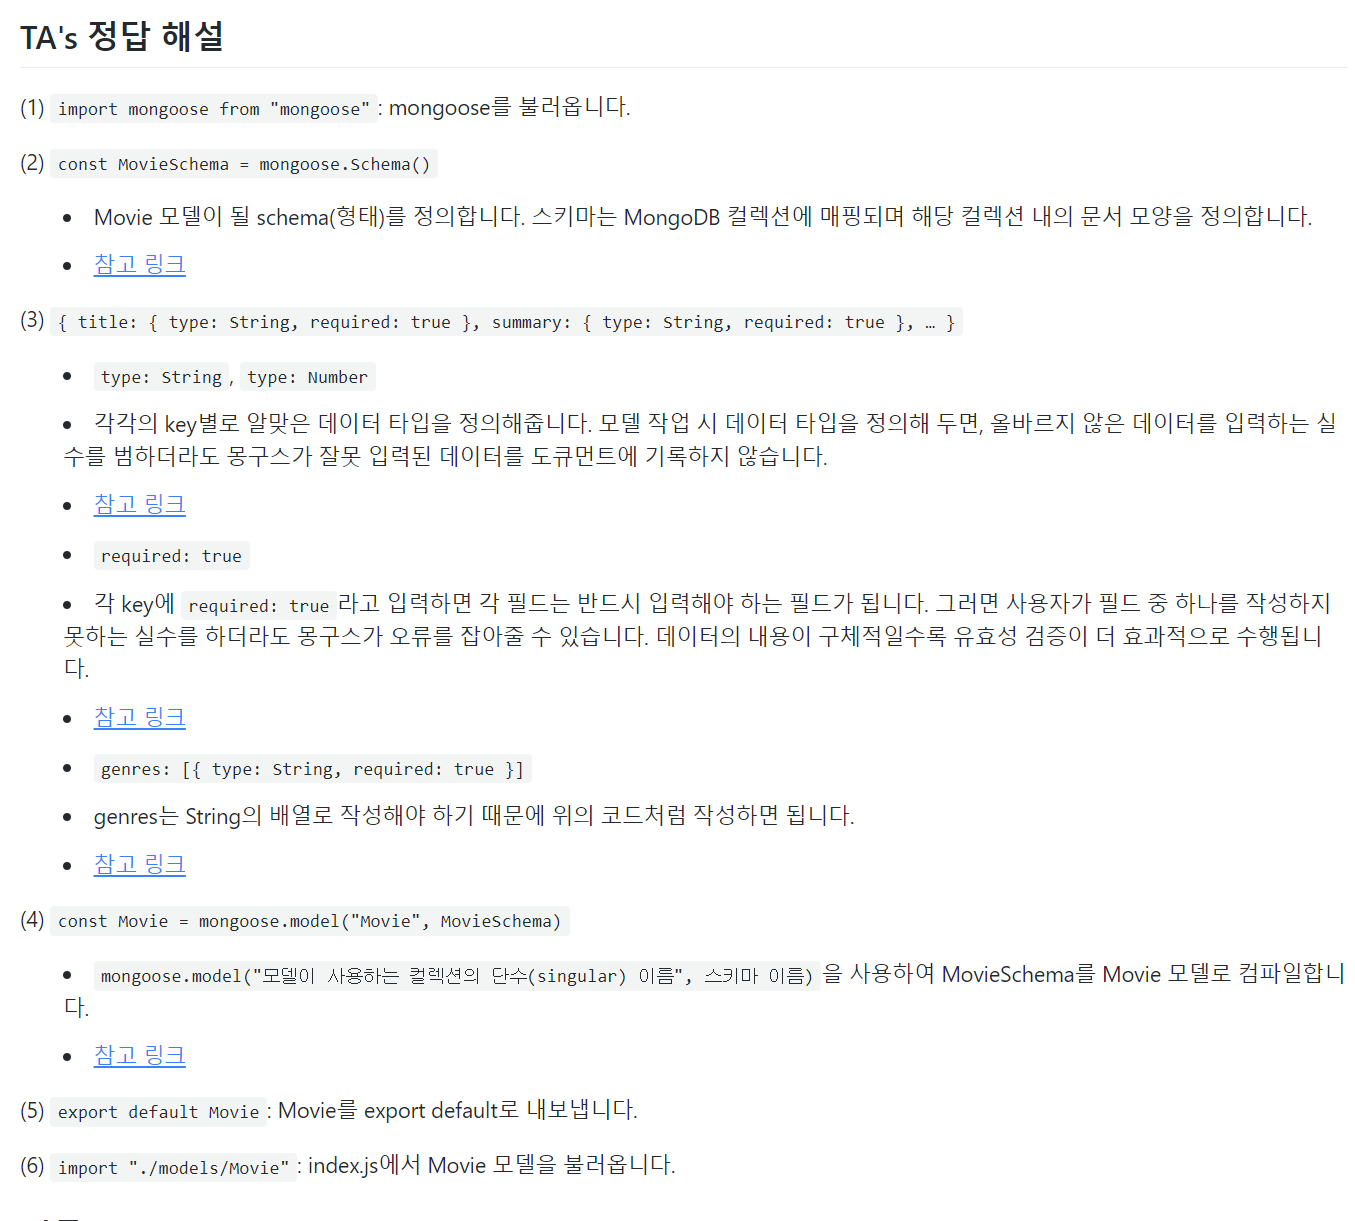 TA's 정답 해설
(1) import mongoose from "mongoose" : mongoose를 불러옵니다.
(2) const MovieSchema = mongoose.Schema()
• Movie 모델이 될 schema(형태)를 정의합니다. 스키마는 MongoDB 컬렉션에 매핑되며 해당 컬렉션 내의 문서 모양을 정의합니다.
• 참고 링크
(3) { title: { type: String, required: true }, summary: { type: String, required: true }, … }
• type: String , type: Number
• 각각의 key별로 알맞은 데이터 타입을 정의해줍니다. 모델 작업 시 데이터 타입을 정의해 두면, 올바르지 않은 데이터를 입력하는 실
수를 범하더라도 몽구스가 잘못 입력된 데이터를 도큐먼트에 기록하지 않습니다.
• 참고 링크
• required: true
• 각 key에 required: true 라고 입력하면 각 필드는 반드시 입력해야 하는 필드가 됩니다. 그러면 사용자가 필드 중 하나를 작성하지
못하는 실수를 하더라도 몽구스가 오류를 잡아줄 수 있습니다. 데이터의 내용이 구체적일수록 유효성 검증이 더 효과적으로 수행됩니
다.
• 참고 링크
• genres: [{ type: String, required: true }]
• genres는 String의 배열로 작성해야 하기 때문에 위의 코드처럼 작성하면 됩니다.
• 참고 링크
(4) const Movie = mongoose.model("Movie", MovieSchema)
• mongoose.model("모델이 사용하는 컬렉션의 단수(singular) 이름", 스키마 이름) 을 사용하여 MovieSchema를 Movie 모델로 컴파일합니
다.
• 참고 링크
(5) export default Movie : Movie를 export default로 내보냅니다.
(6) import "./models/Movie" : index.js에서 Movie 모델을 불러옵니다.